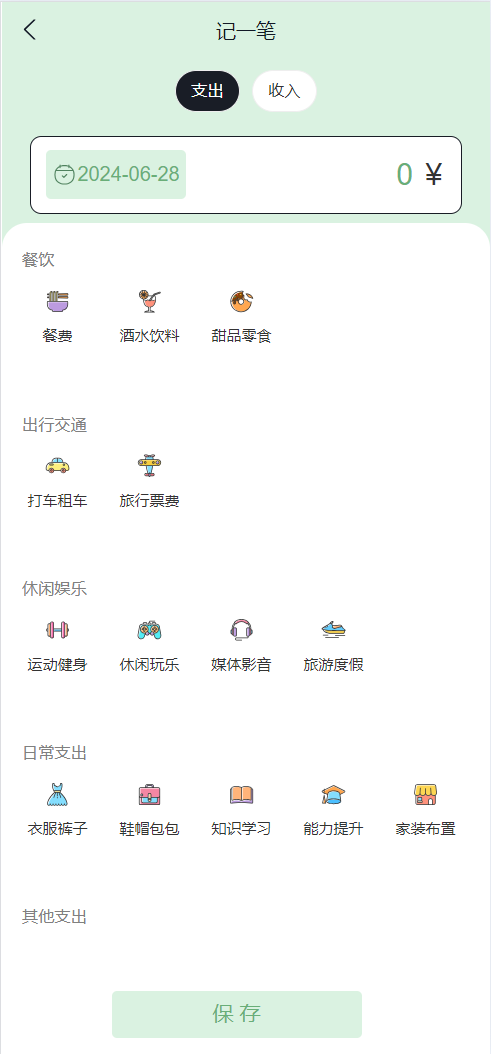 记一笔
支出 收入
2024-06-28 0 ¥
餐饮
餐费 酒水饮料 甜品零食
出行交通
打车租车 旅行票费
休闲娱乐
运动健身 休闲玩乐 媒体影音 旅游度假
日常支出
衣服裤子 鞋帽包包 知识学习 能力提升 家装布置
其他支出
保存